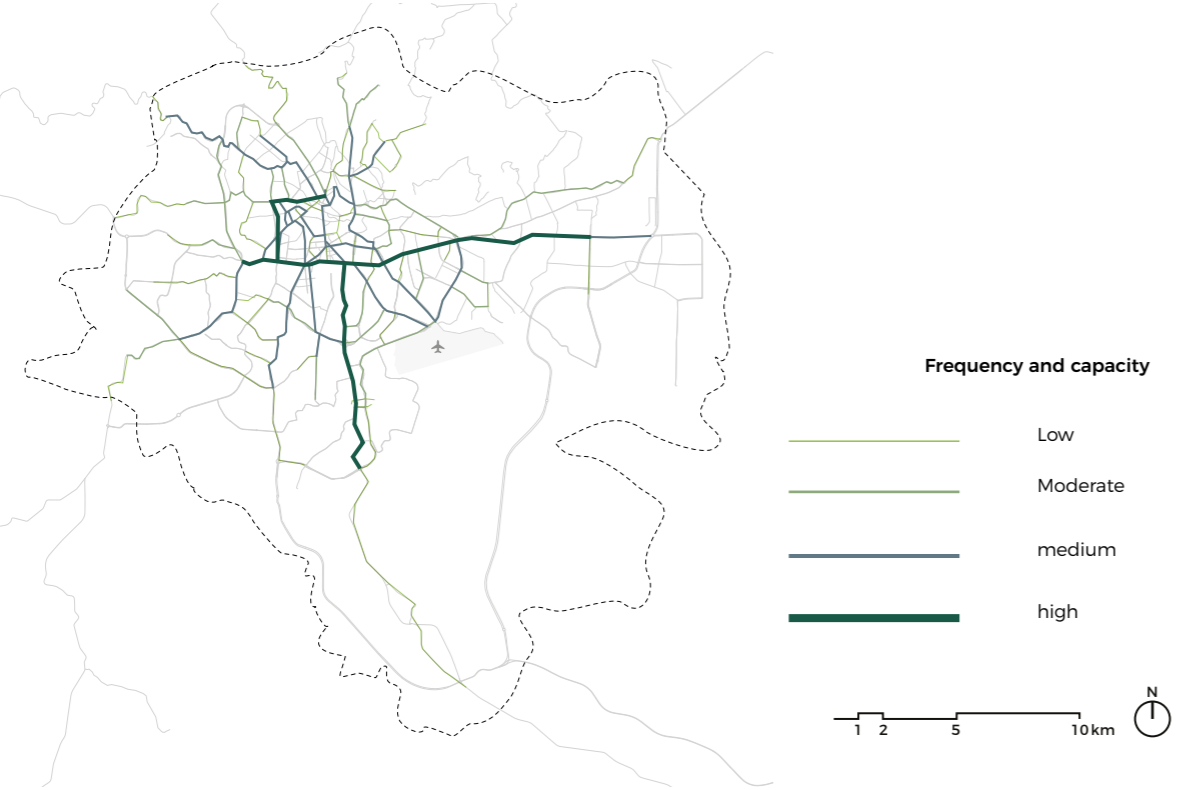 Frequency and capacity
Low
Moderate
medium
high
N
1 2 5 10 km